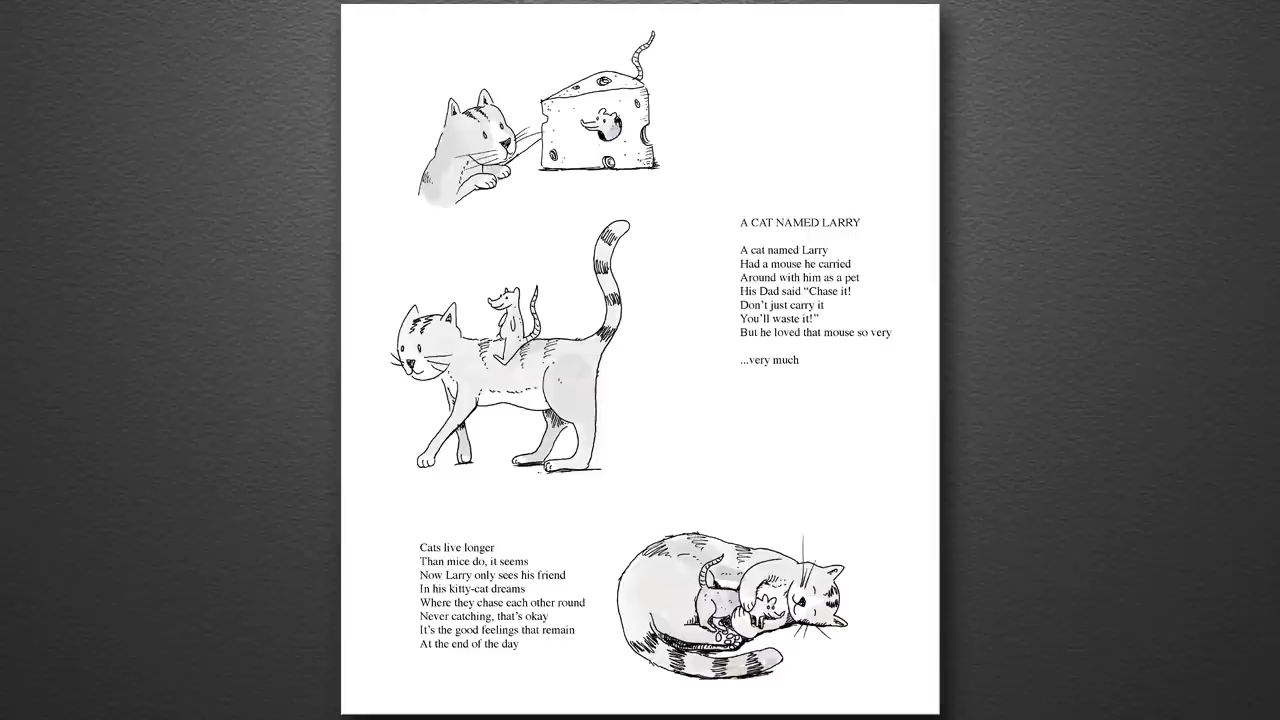 A CAT NAMED LARRY
A cat named Larry
Had a mouse he carried
Around with him as a pet
His Dad said “Chase it!
Don’t just carry it
You’ll waste it!”
But he loved that mouse so very
...very much
Cats live longer
Than mice do, it seems
Now Larry only sees his friend
In his kitty-cat dreams
Where they chase each other round
Never catching, that’s okay
It’s the good feelings that remain
At the end of the day